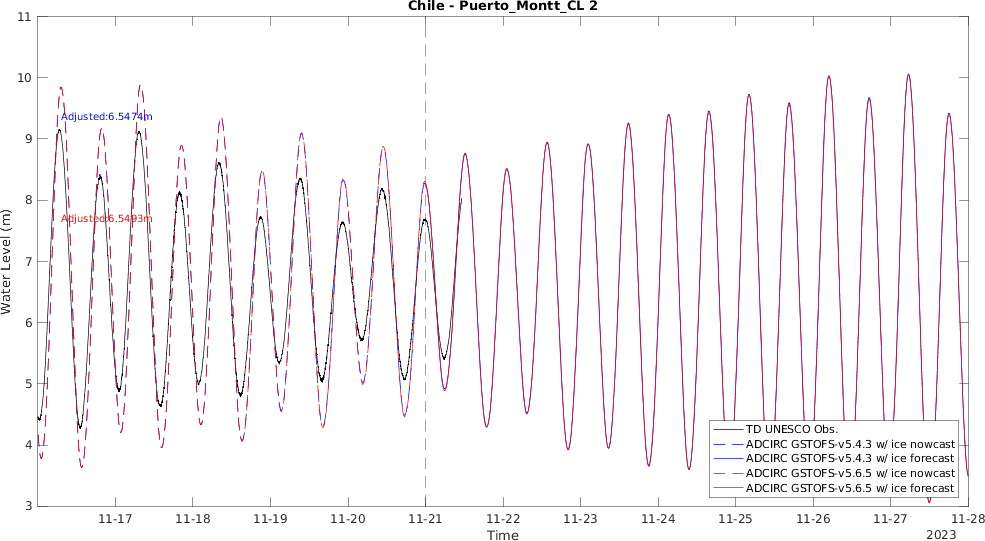 Chile - Puerto_Montt_CL 2
11
10
9
8
7
6
5
4
3
Water Level (m)
Adjusted:6.5474m
Adjusted:6.5493m
TD UNESCO Obs.
ADCIRC GSTOFS-v5.4.3 w/ ice nowcast
ADCIRC GSTOFS-v5.4.3 w/ ice forecast
ADCIRC GSTOFS-v5.6.5 w/ ice nowcast
ADCIRC GSTOFS-v5.6.5 w/ ice forecast
11-17 11-18 11-19 11-20 11-21 11-22 11-23 11-24 11-25 11-26 11-27 11-28
Time
2023